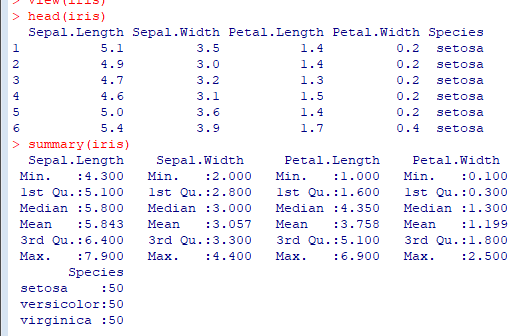 > view(iris)
> head(iris)
  Sepal.Length Sepal.Width Petal.Length Petal.Width Species
1          5.1         3.5          1.4         0.2  setosa
2          4.9         3.0          1.4         0.2  setosa
3          4.7         3.2          1.3         0.2  setosa
4          4.6         3.1          1.5         0.2  setosa
5          5.0         3.6          1.4         0.2  setosa
6          5.4         3.9          1.7         0.4  setosa
> summary(iris)
  Sepal.Length    Sepal.Width     Petal.Length    Petal.Width
 Min.   :4.300   Min.   :2.000   Min.   :1.000   Min.   :0.100
 1st Qu.:5.100   1st Qu.:2.800   1st Qu.:1.600   1st Qu.:0.300
 Median :5.800   Median :3.000   Median :4.350   Median :1.300
 Mean   :5.843   Mean   :3.057   Mean   :3.758   Mean   :1.199
 3rd Qu.:6.400   3rd Qu.:3.300   3rd Qu.:5.100   3rd Qu.:1.800
 Max.   :7.900   Max.   :4.400   Max.   :6.900   Max.   :2.500
       Species
 setosa    :50
 versicolor:50
 virginica :50